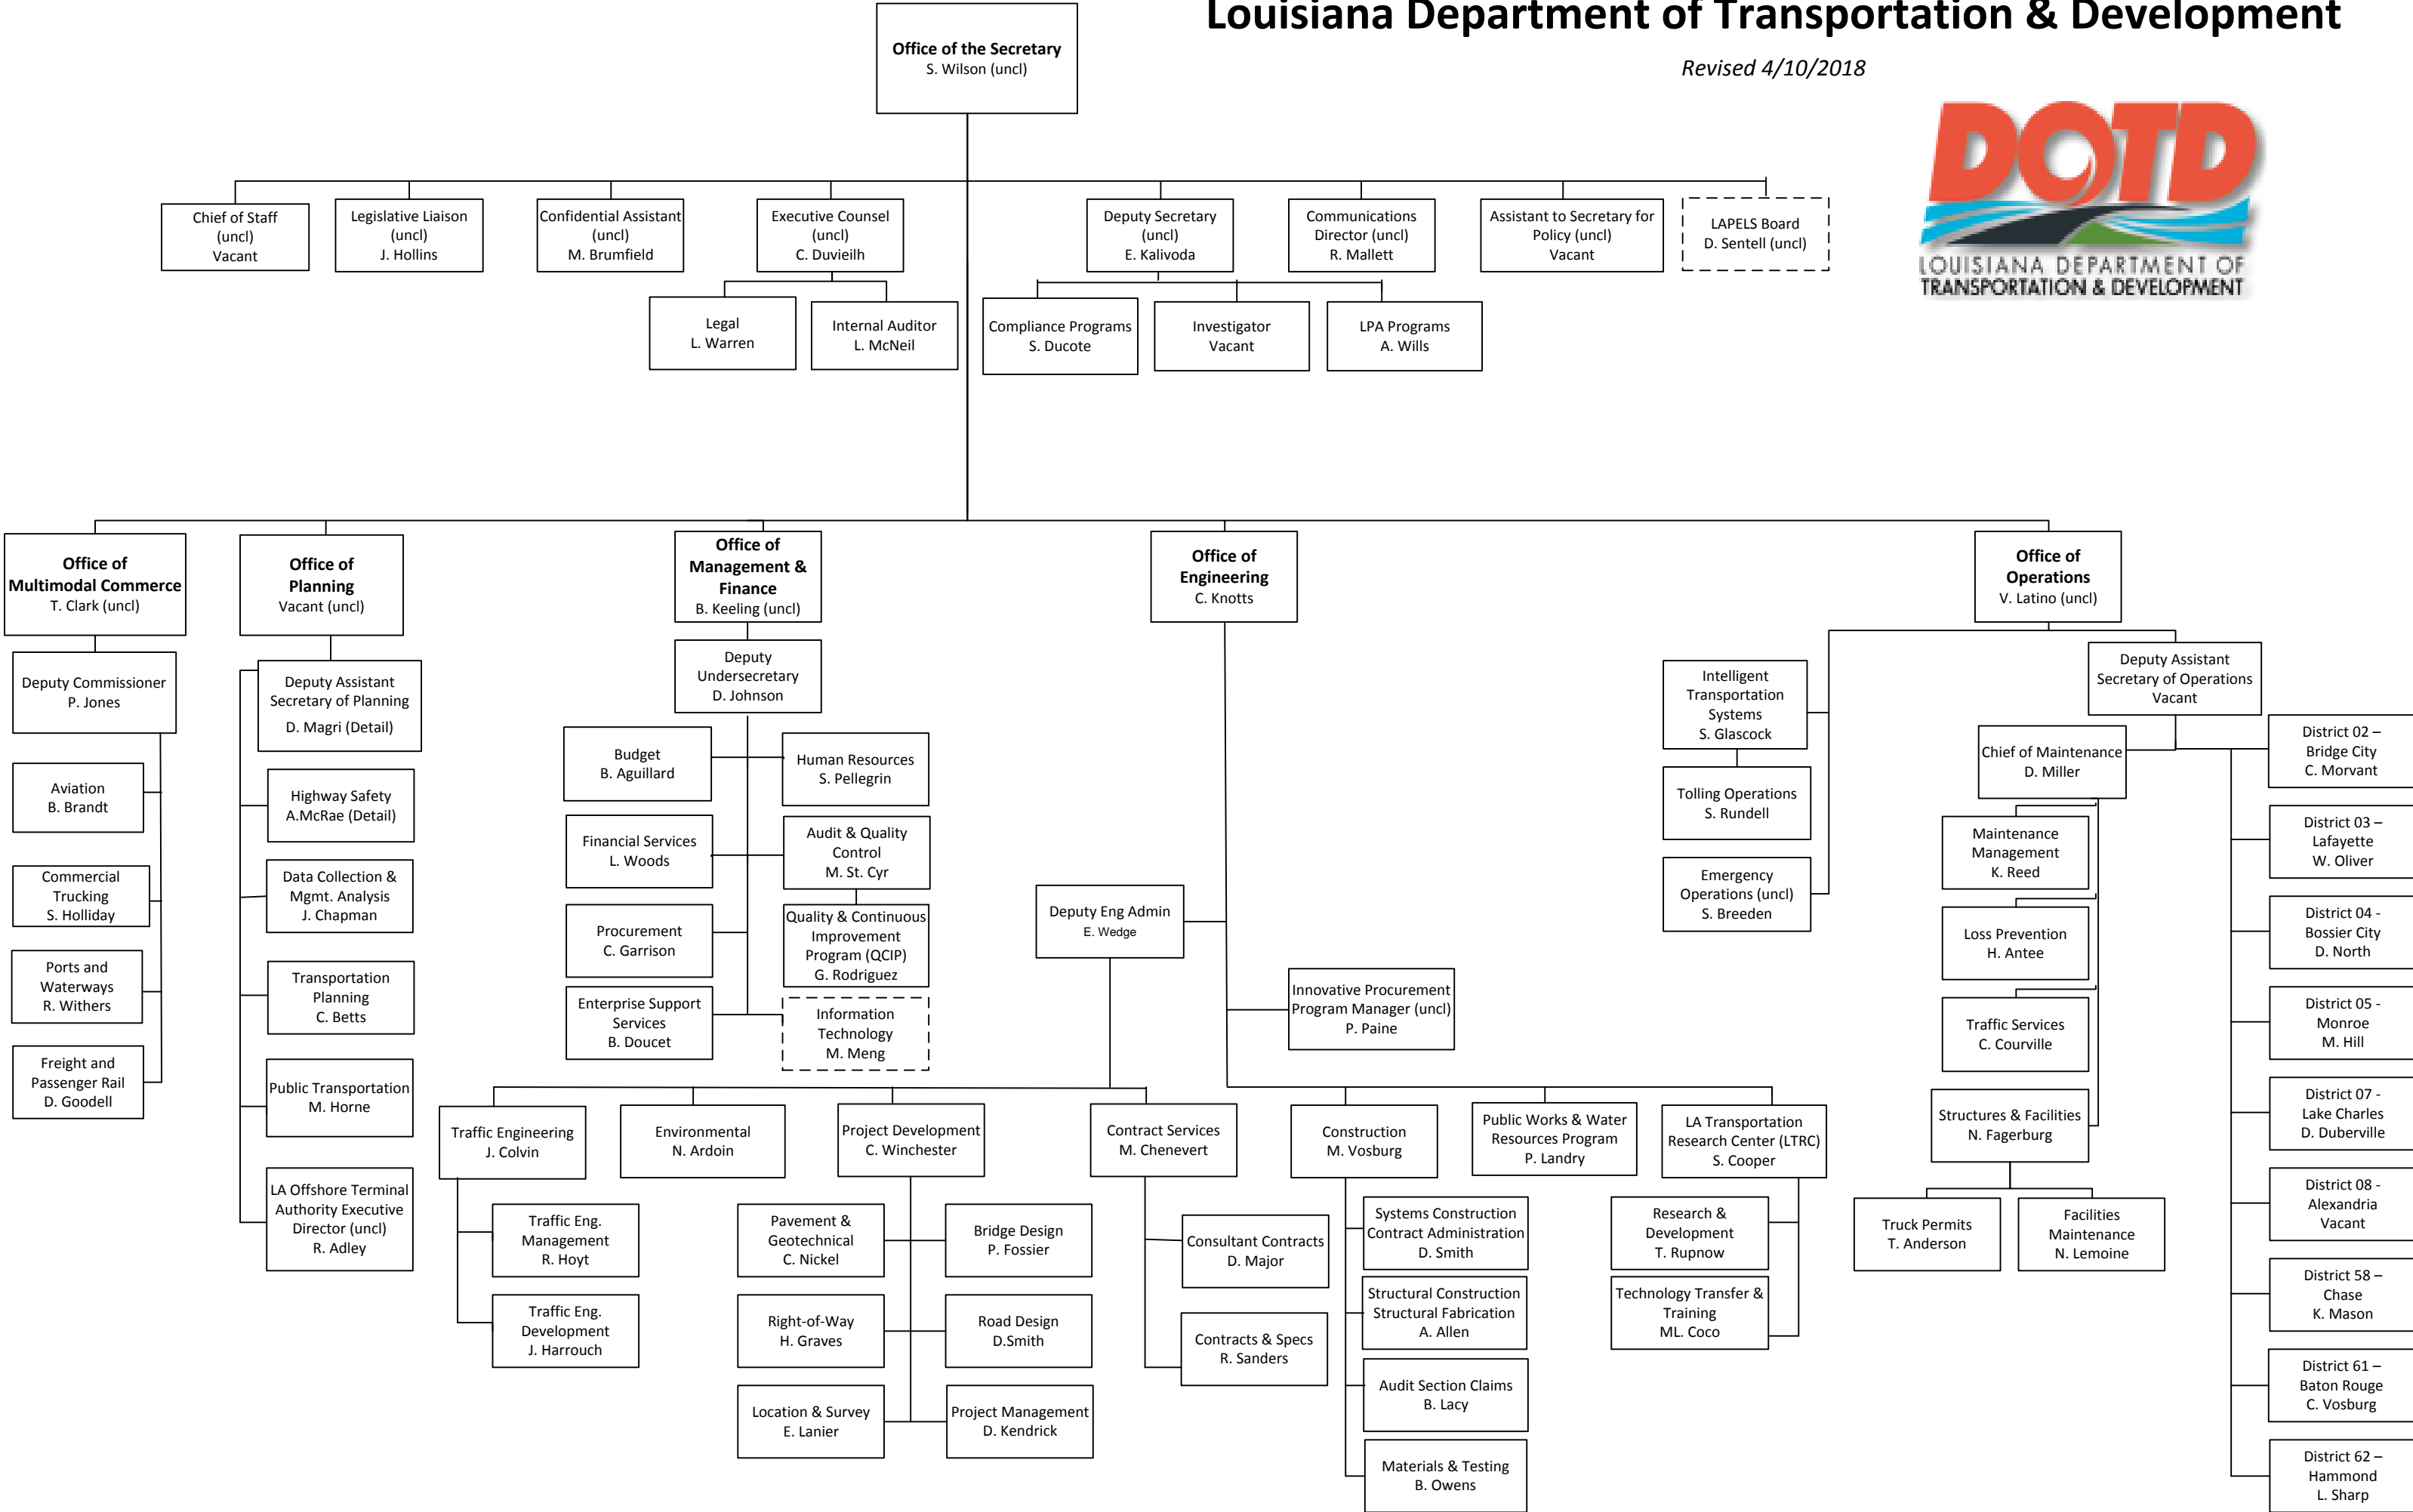 Louisiana Department of Transportation & Development
Revised 4/10/2018
DOTD
LOUISIANA DEPARTMENT OF
TRANSPORTATION & DEVELOPMENT
Office of the Secretary
S. Wilson (uncl)
Chief of Staff
(uncl)
Vacant
Legislative Liaison
(uncl)
J. Hollins
Confidential Assistant
(uncl)
M. Brumfield
Executive Counsel
(uncl)
C. Duvieilh
Deputy Secretary
(uncl)
E. Kalivoda
Communications
Director (uncl)
R. Mallett
Assistant to Secretary for
Policy (uncl)
Vacant
LAPELS Board
D. Sentell (uncl)
Legal
L. Warren
Internal Auditor
L. McNeil
Compliance Programs
S. Ducote
Investigator
Vacant
LPA Programs
A. Wills
Office of
Multimodal Commerce
T. Clark (uncl)
Deputy Commissioner
P. Jones
Aviation
B. Brandt
Commercial
Trucking
S. Holliday
Ports and
Waterways
R. Withers
Freight and
Passenger Rail
D. Goodell
Office of
Planning
Vacant (uncl)
Deputy Assistant
Secretary of Planning
D. Magri (Detail)
Highway Safety
A.McRae (Detail)
Data Collection &
Mgmt. Analysis
J. Chapman
Transportation
Planning
C. Betts
Public Transportation
M. Horne
LA Offshore Terminal
Authority Executive
Director (uncl)
R. Adley
Office of
Management &
Finance
B. Keeling (uncl)
Deputy
Undersecretary
D. Johnson
Budget
B. Aguillard
Human Resources
S. Pellegrin
Financial Services
L. Woods
Audit & Quality
Control
M. St. Cyr
Procurement
C. Garrison
Quality & Continuous
Improvement
Program (QCIP)
G. Rodriguez
Enterprise Support
Services
B. Doucet
Information
Technology
M. Meng
Office of
Engineering
C. Knotts
Deputy Eng Admin
E. Wedge
Innovative Procurement
Program Manager (uncl)
P. Paine
Traffic Engineering
J. Colvin
Environmental
N. Ardoin
Project Development
C. Winchester
Contract Services
M. Chenevert
Construction
M. Vosburg
Public Works & Water
Resources Program
P. Landry
LA Transportation
Research Center (LTRC)
S. Cooper
Traffic Eng.
Management
R. Hoyt
Traffic Eng.
Development
J. Harrouch
Pavement &
Geotechnical
C. Nickel
Bridge Design
P. Fossier
Right-of-Way
H. Graves
Road Design
D.Smith
Location & Survey
E. Lanier
Project Management
D. Kendrick
Consultant Contracts
D. Major
Contracts & Specs
R. Sanders
Systems Construction
Contract Administration
D. Smith
Structural Construction
Structural Fabrication
A. Allen
Audit Section Claims
B. Lacy
Materials & Testing
B. Owens
Research &
Development
T. Rupnow
Technology Transfer &
Training
ML. Coco
Office of
Operations
V. Latino (uncl)
Intelligent
Transportation
Systems
S. Glascock
Tolling Operations
S. Rundell
Emergency
Operations (uncl)
S. Breeden
Deputy Assistant
Secretary of Operations
Vacant
Chief of Maintenance
D. Miller
Maintenance
Management
K. Reed
Loss Prevention
H. Antee
Traffic Services
C. Courville
Structures & Facilities
N. Fagerburg
Truck Permits
T. Anderson
Facilities
Maintenance
N. Lemoine
District 02 –
Bridge City
C. Morvant
District 03 –
Lafayette
W. Oliver
District 04 -
Bossier City
D. North
District 05 -
Monroe
M. Hill
District 07 -
Lake Charles
D. Duberville
District 08 -
Alexandria
Vacant
District 58 –
Chase
K. Mason
District 61 –
Baton Rouge
C. Vosburg
District 62 –
Hammond
L. Sharp